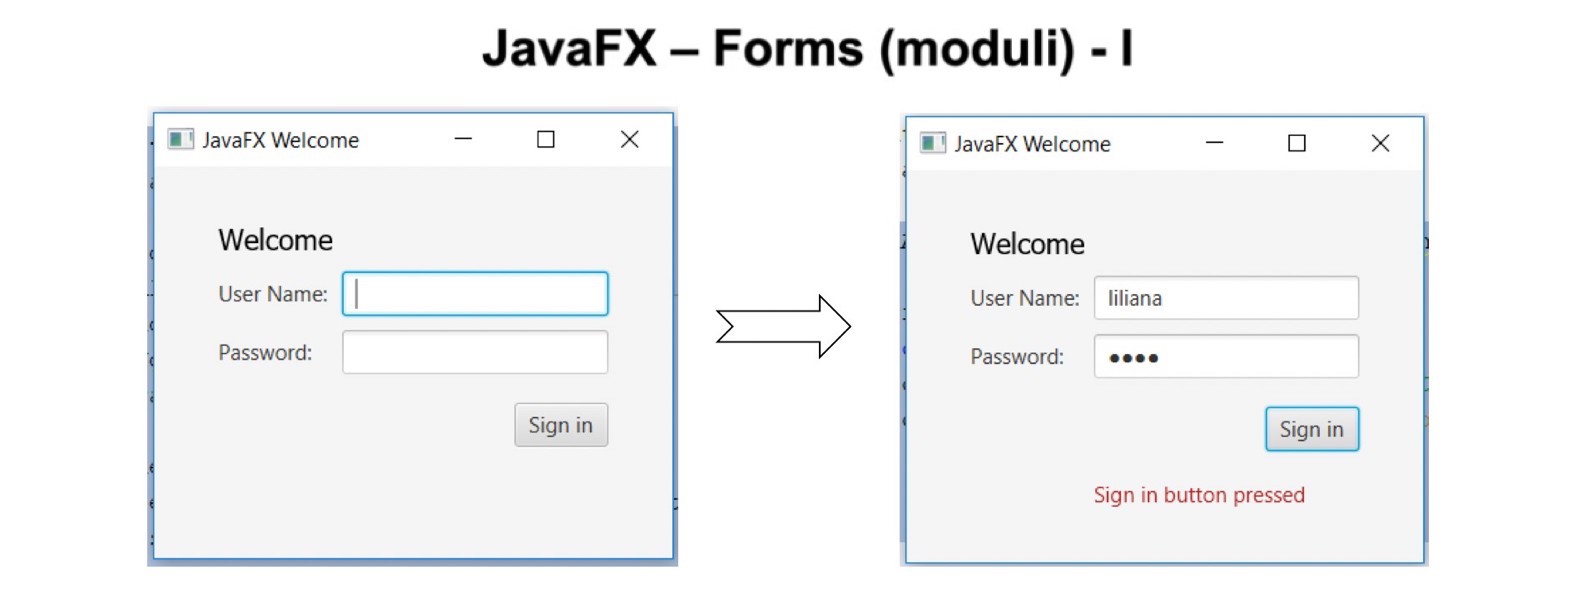 JavaFX – Forms (moduli) - I
JavaFX Welcome
Welcome
User Name:
Password:
Sign in
JavaFX Welcome
Welcome
User Name: liliana
Password: ●●●●
Sign in
Sign in button pressed